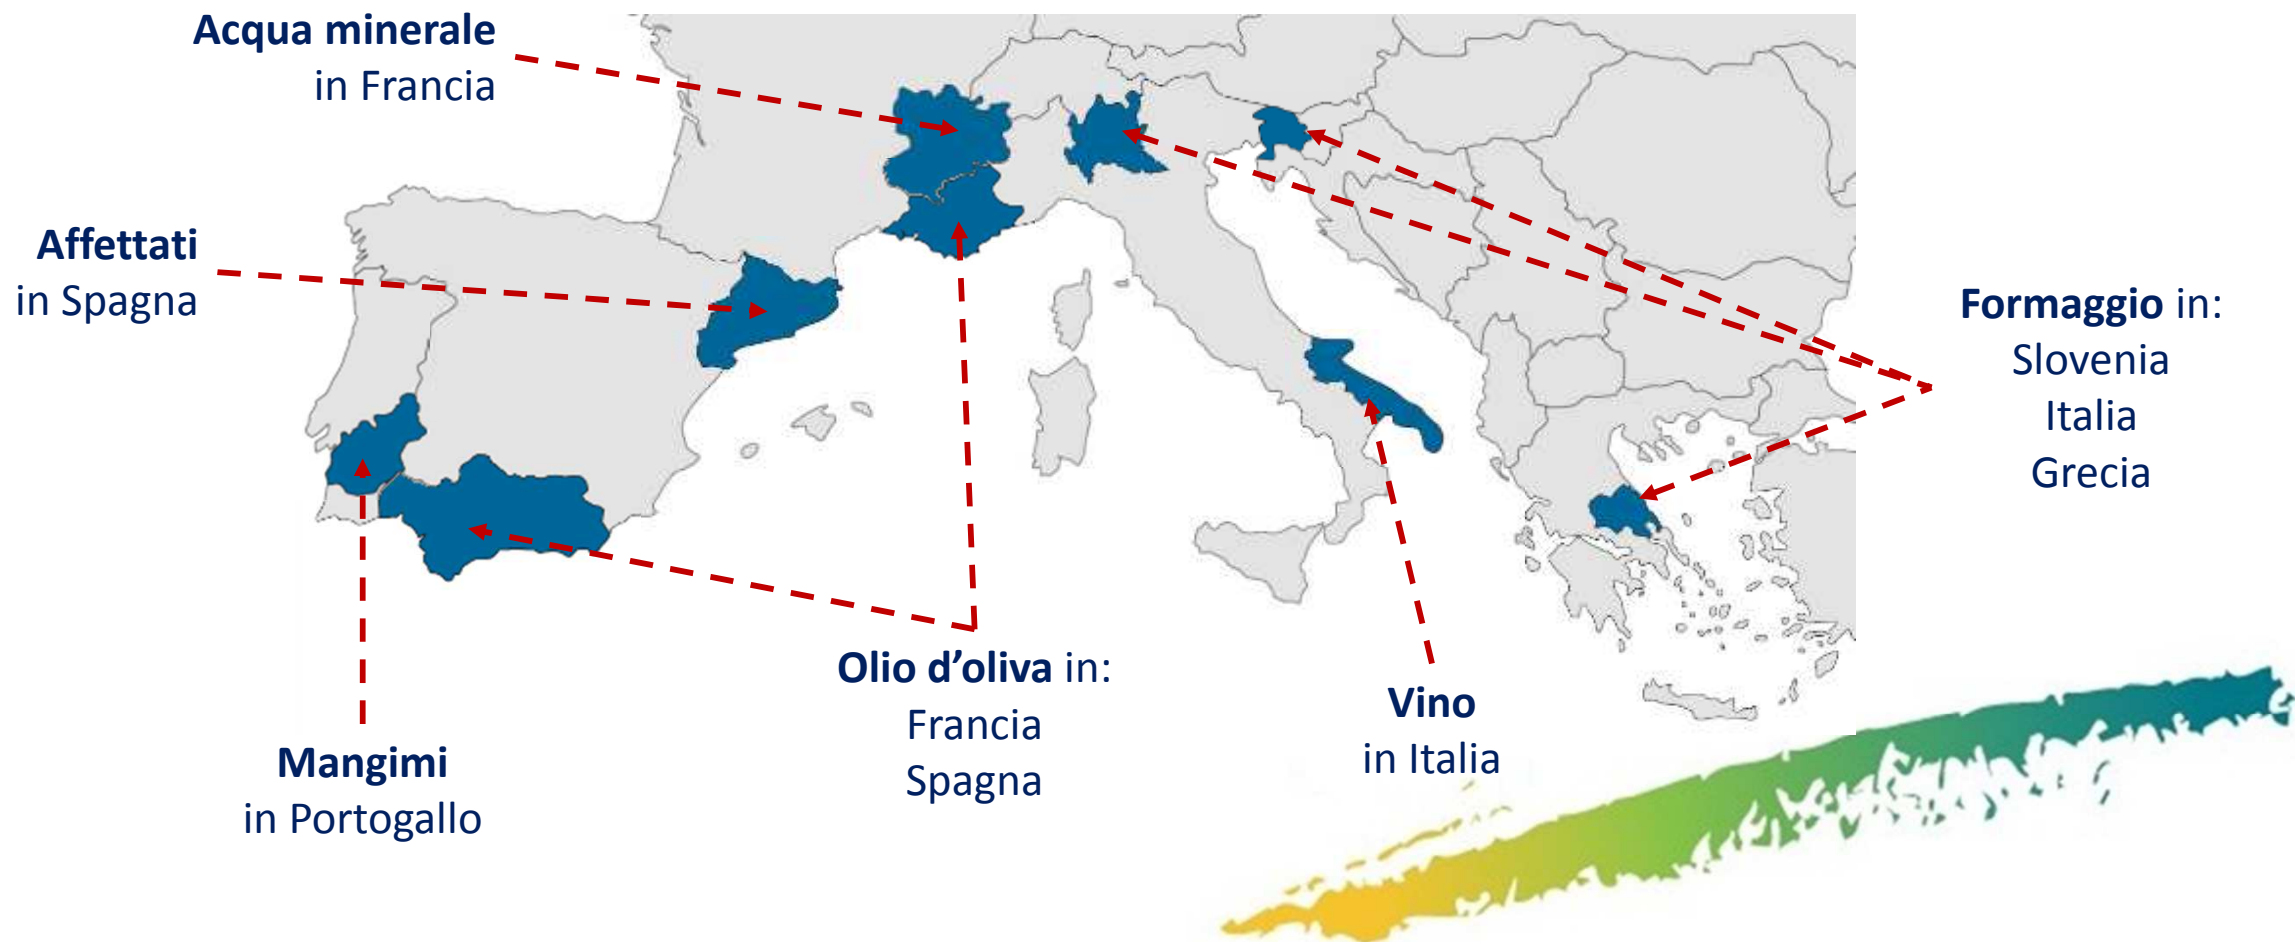 Acqua minerale
in Francia
Affettati
in Spagna
Formaggio in:
Slovenia
Italia
Grecia
Olio d’oliva in:
Francia
Spagna
Vino
in Italia
Mangimi
in Portogallo